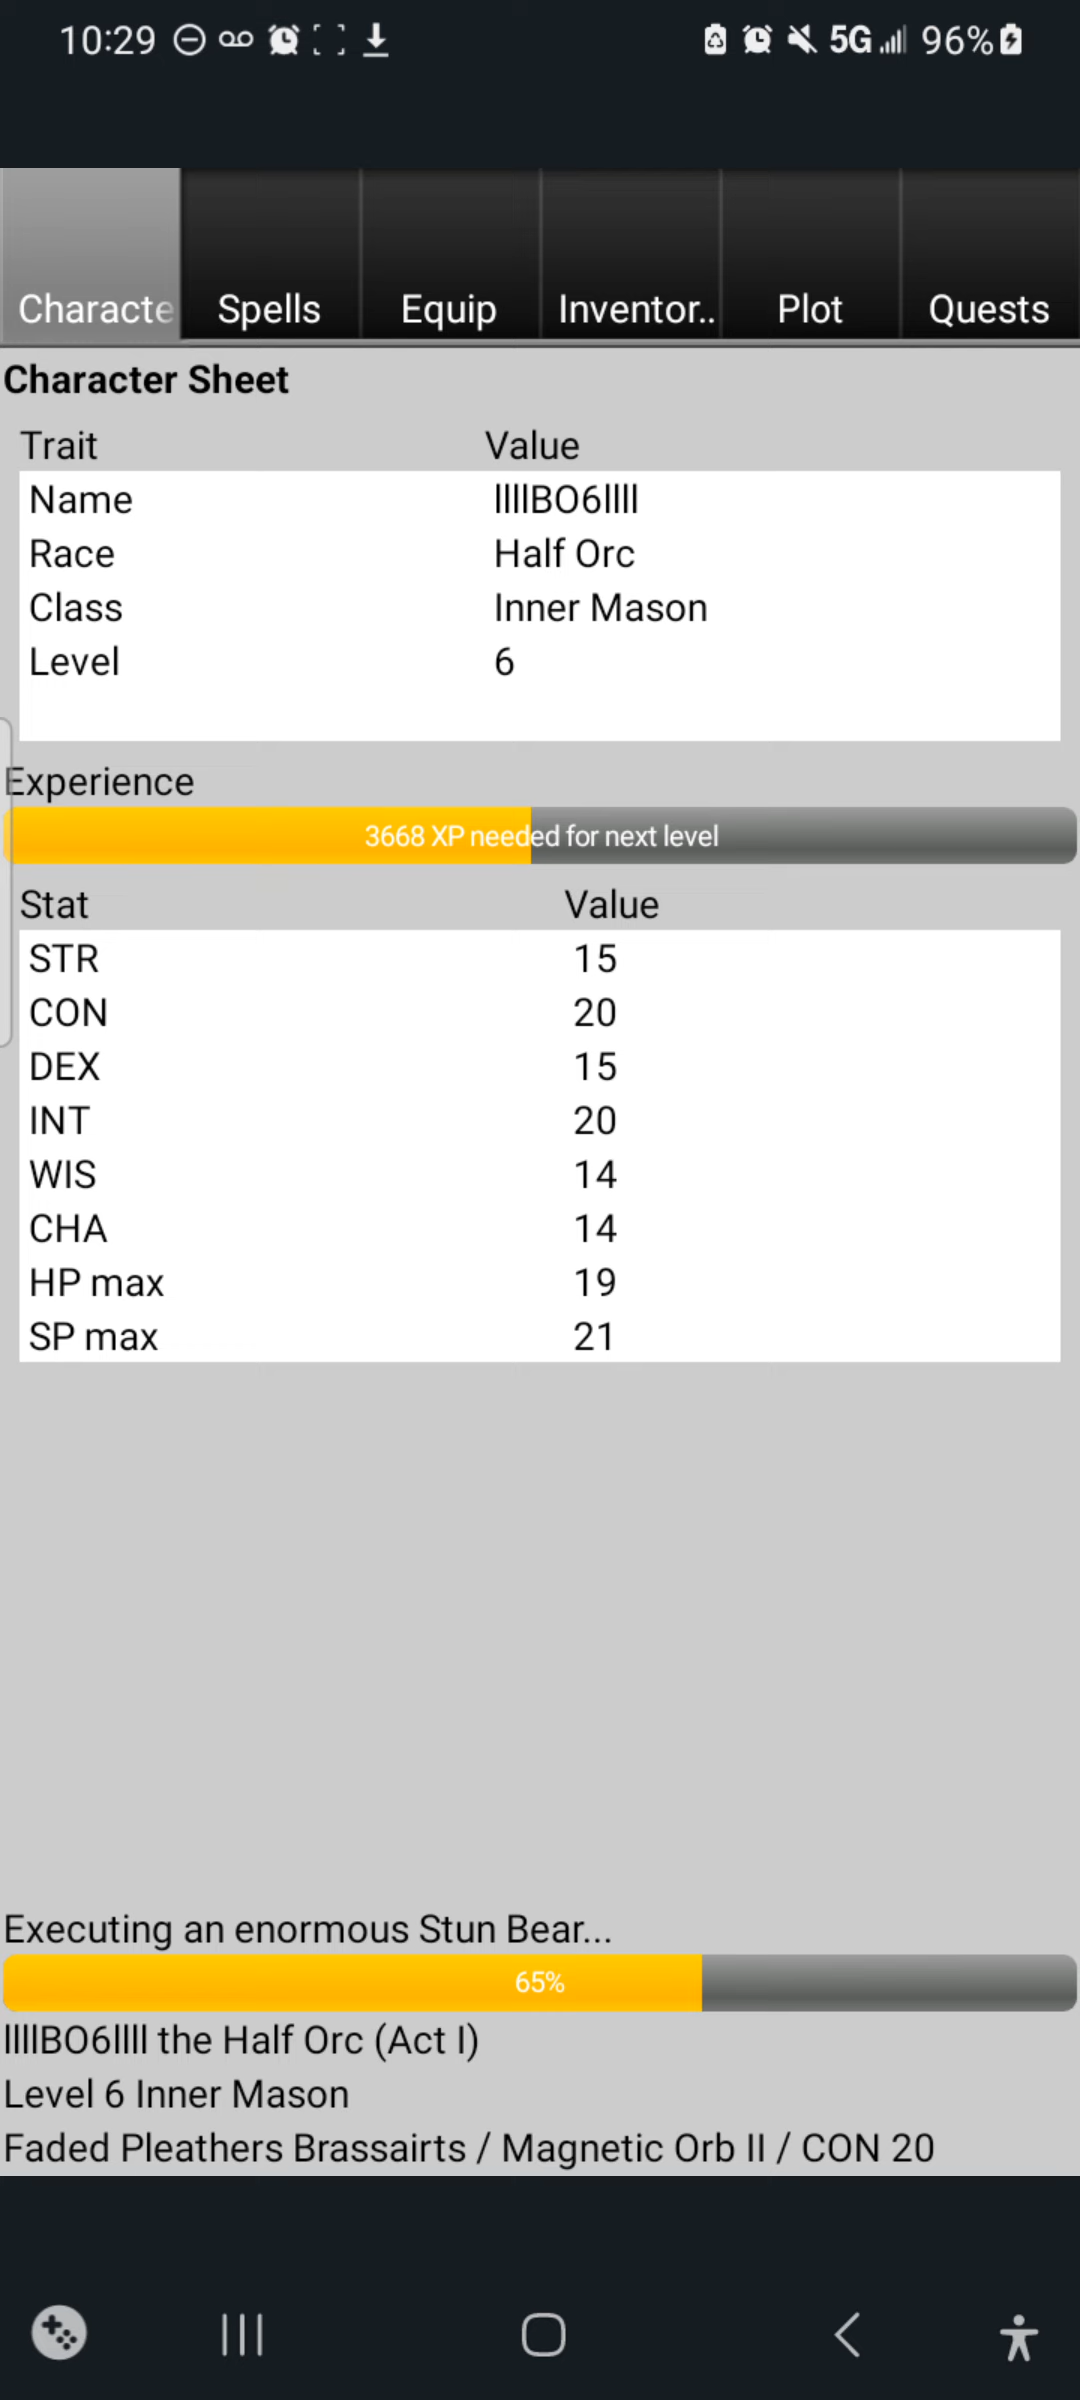 10:29 5G 96%
Characte Spells Equip Inventor.. Plot Quests
Character Sheet
Trait Value
Name llllBO6llll
Race Half Orc
Class Inner Mason
Level 6
Experience
3668 XP needed for next level
Stat Value
STR 15
CON 20
DEX 15
INT 20
WIS 14
CHA 14
HP max 19
SP max 21
Executing an enormous Stun Bear...
65%
llllBO6llll the Half Orc (Act I)
Level 6 Inner Mason
Faded Pleathers Brassairts / Magnetic Orb II / CON 20